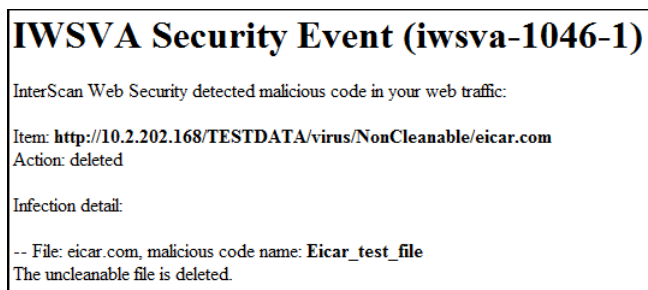 IWSVA Security Event (iwsva-1046-1)
InterScan Web Security detected malicious code in your web traffic:
Item: http://10.2.202.168/TESTDATA/virus/NonCleanable/eicar.com
Action: deleted
Infection detail:
-- File: eicar.com, malicious code name: Eicar_test_file
The uncleanable file is deleted.